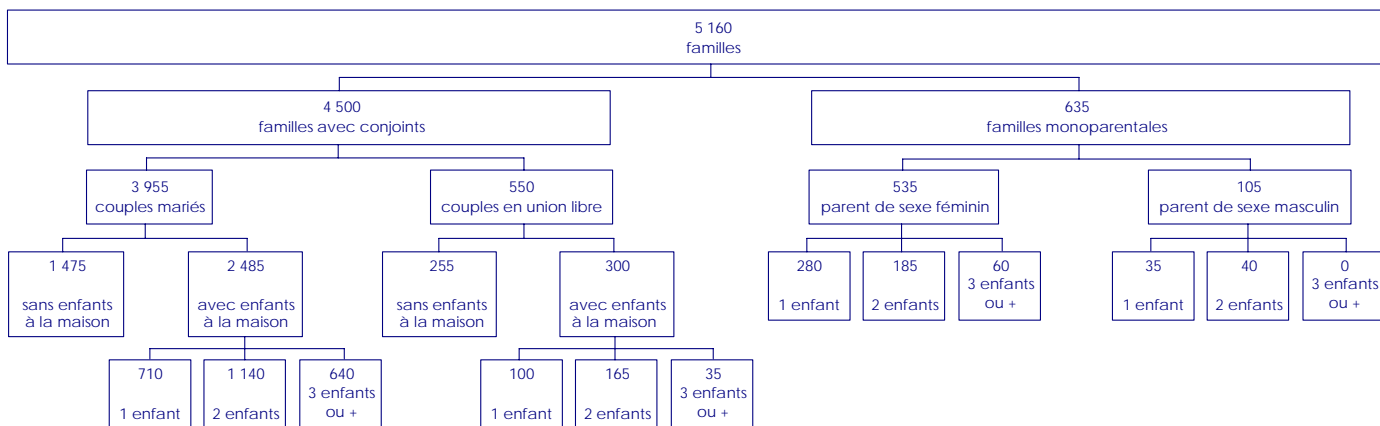 5 160
familles
4 500
familles avec conjoints
635
familles monoparentales
3 955
couples mariés
550
couples en union libre
535
parent de sexe féminin
105
parent de sexe masculin
1 475
sans enfants
à la maison
2 485
avec enfants
à la maison
255
sans enfants
à la maison
300
avec enfants
à la maison
280
1 enfant
185
2 enfants
60
3 enfants
ou +
35
1 enfant
40
2 enfants
0
3 enfants
ou +
710
1 enfant
1 140
2 enfants
640
3 enfants
ou +
100
1 enfant
165
2 enfants
35
3 enfants
ou +